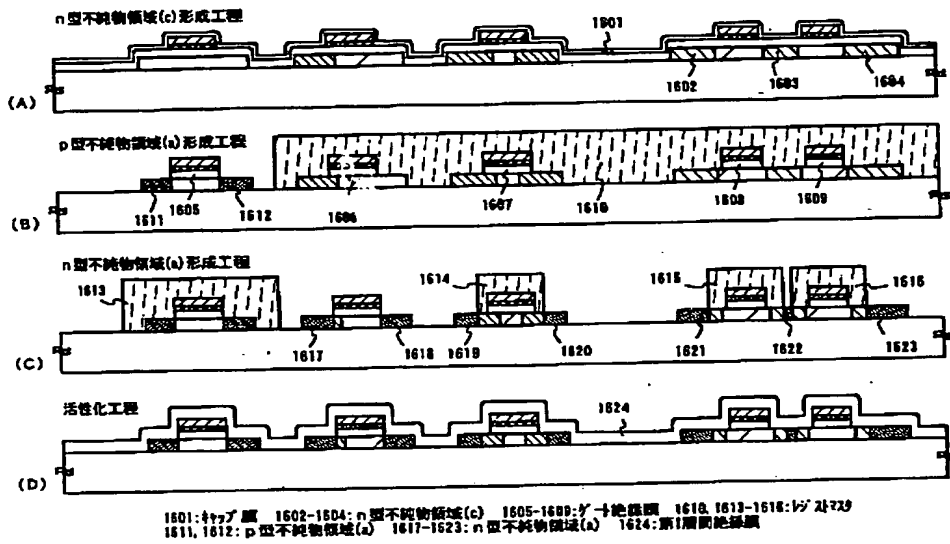 n型不純物領域(c)形成工程
1601
1602
1603
1604
(A)
p型不純物領域(a)形成工程
1611
1605
1612
1606
1607
1610
1608
1609
(B)
n型不純物領域(a)形成工程
1613
1614
1615
1616
1617
1618
1619
1620
1621
1622
1623
(C)
活性化工程
1624
(D)
1601:キャップ膜 1602-1604:n型不純物領域(c) 1605-1609:ゲート絶縁膜 1610,1613-1616:レジストマスク
1611,1612:p型不純物領域(a) 1617-1623:n型不純物領域(a) 1624:第1層間絶縁膜